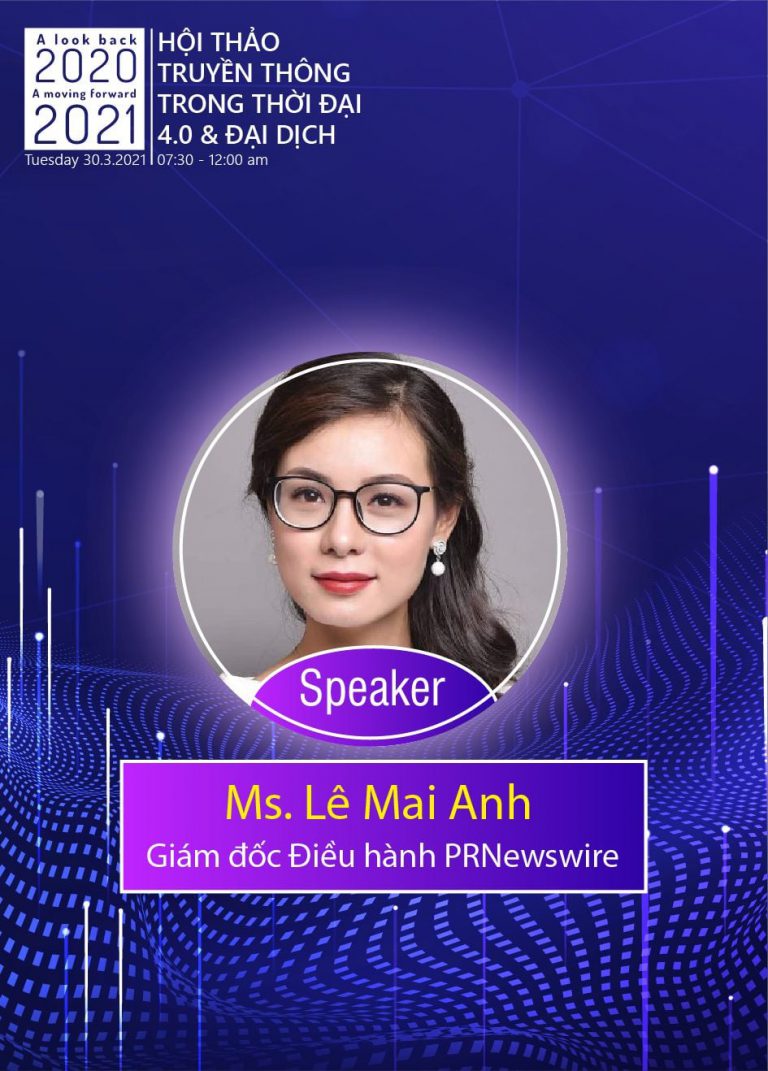 A look back
2020
A moving forward
2021
HỘI THẢO
TRUYỀN THÔNG
TRONG THỜI ĐẠI
4.0 & ĐẠI DỊCH
Tuesday 30.3.2021 07:30 - 12:00 am
Speaker
Ms. Lê Mai Anh
Giám đốc Điều hành PRNewswire